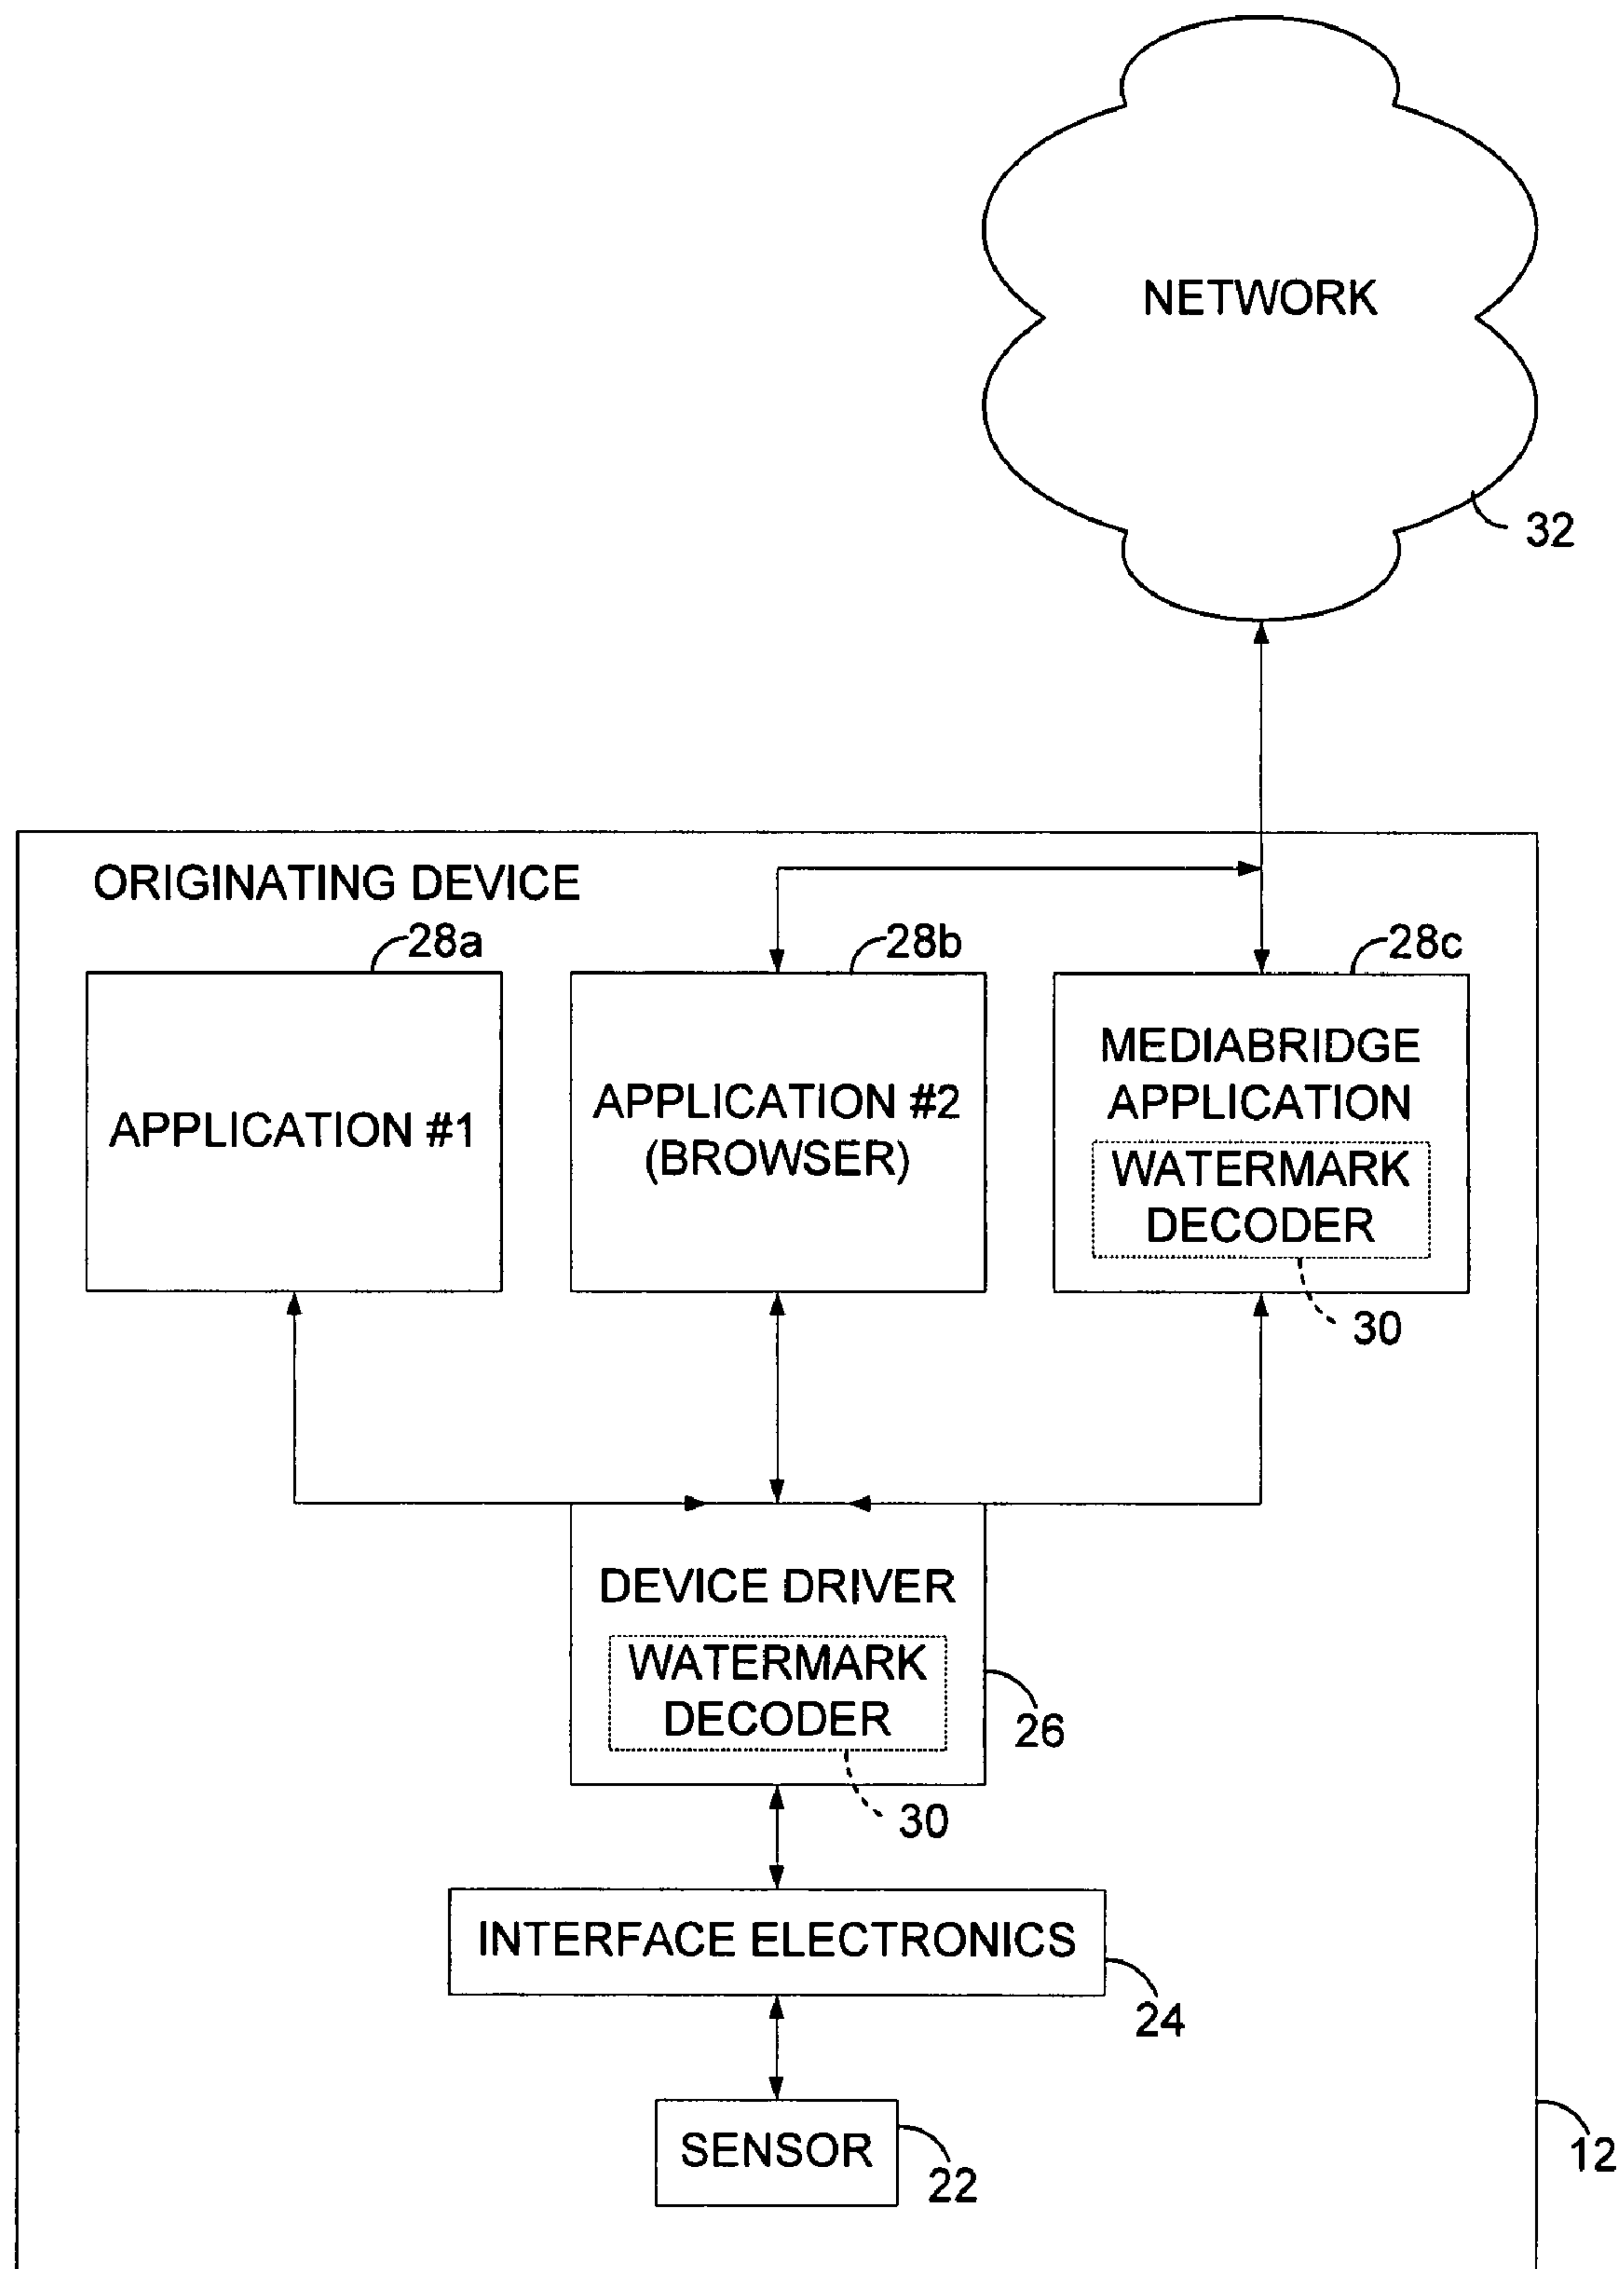 NETWORK
32
ORIGINATING DEVICE
28a
28b
28c
APPLICATION #1
APPLICATION #2
(BROWSER)
MEDIABRIDGE
APPLICATION
WATERMARK
DECODER
30
DEVICE DRIVER
WATERMARK
DECODER
26
30
INTERFACE ELECTRONICS
24
SENSOR
22
12